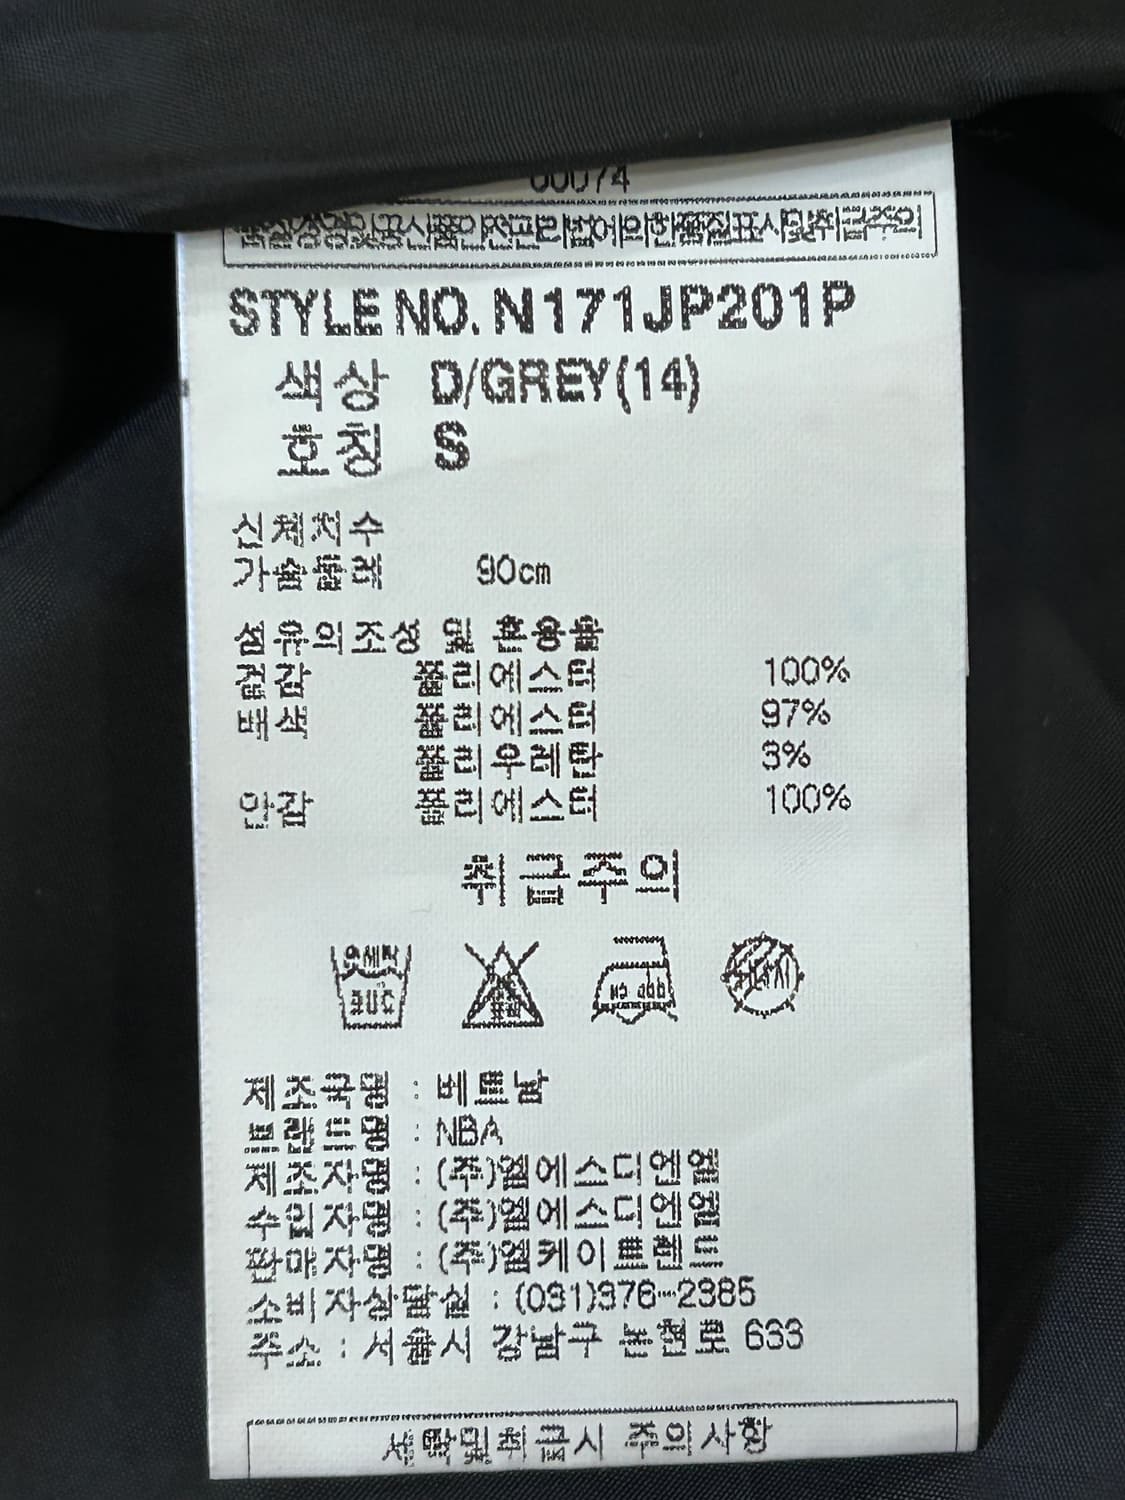 STYLE NO. N171JP201P
색상 D/GREY(14)
호칭 S
신체치수
가슴둘레 90cm
섬유의조성 및 혼용율
겉감 폴리에스터 100%
배색 폴리에스터 97%
폴리우레탄 3%
안감 폴리에스터 100%
취급주의
제조국명 : 베트남
브랜드명 : NBA
제조자명 : (주)엠에스디엔엠
수입자명 : (주)엠에스디엔엠
판매자명 : (주)엠케이트렌드
소비자상담실 : (031)376-2385
주소 : 서울시 강남구 논현로 633
세탁및취급시 주의사항